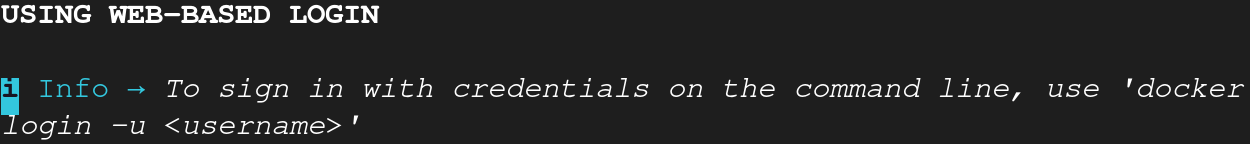 USING WEB-BASED LOGIN
i Info → To sign in with credentials on the command line, use 'docker
login -u <username>'